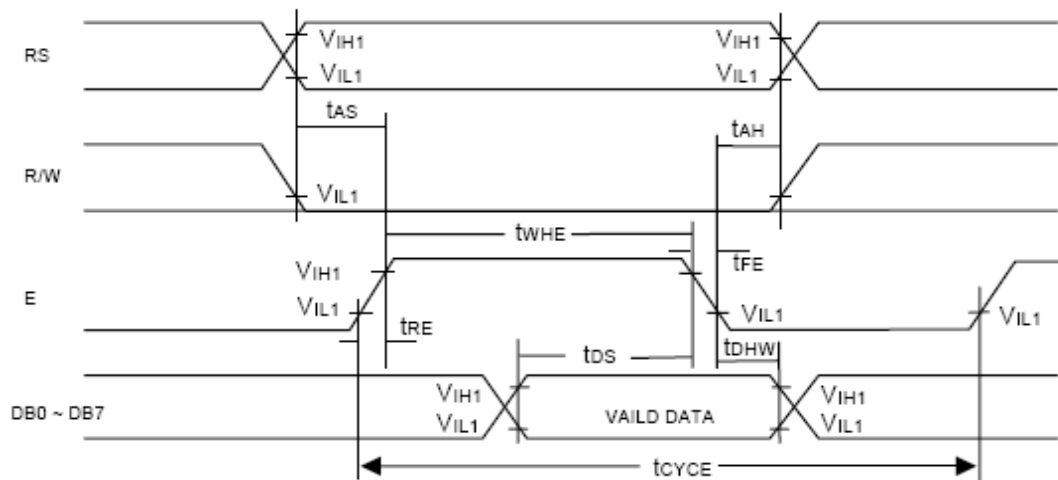 RS
VIH1
VIL1
VIH1
VIL1
tAS
tAH
R/W
VIL1
tWHE
tFE
E
VIH1
VIL1
VIL1
VIL1
tRE
tDS
tDHW
DB0 ~ DB7
VIH1
VIL1
VAILD DATA
VIH1
VIL1
tCYCE